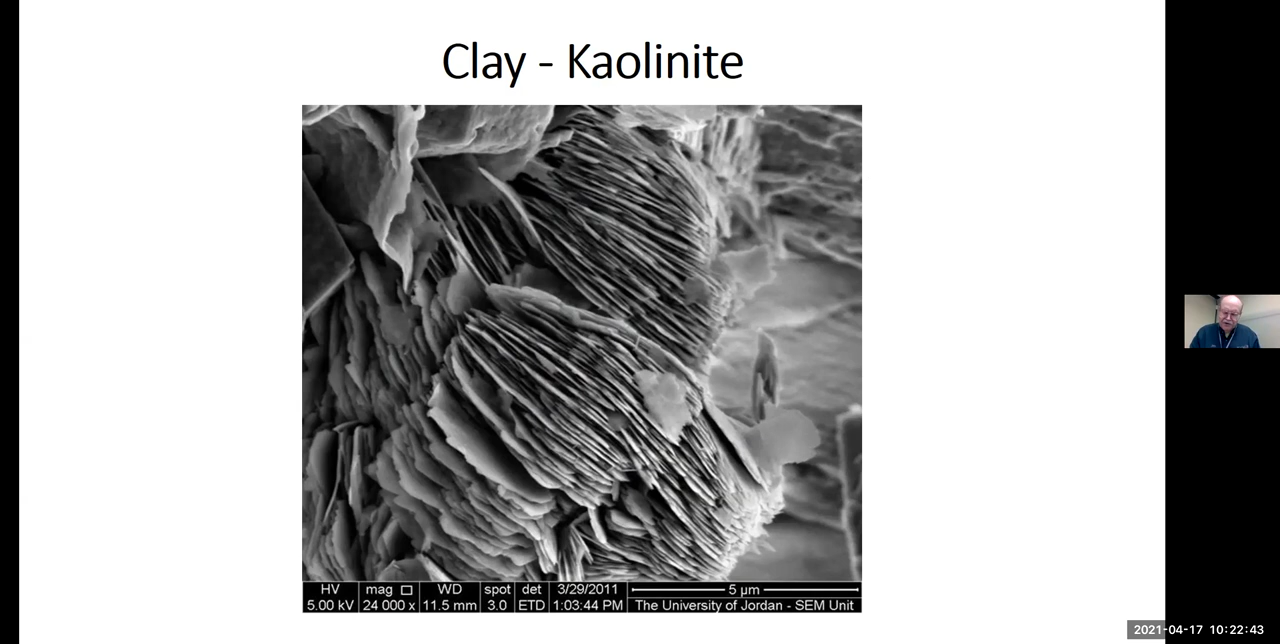 Clay - Kaolinite
HV mag WD spot det 3/29/2011 5 µm
5.00 kV 24 000 x 11.5 mm 3.0 ETD 1:03:44 PM The University of Jordan - SEM Unit
2021-04-17 10:22:43